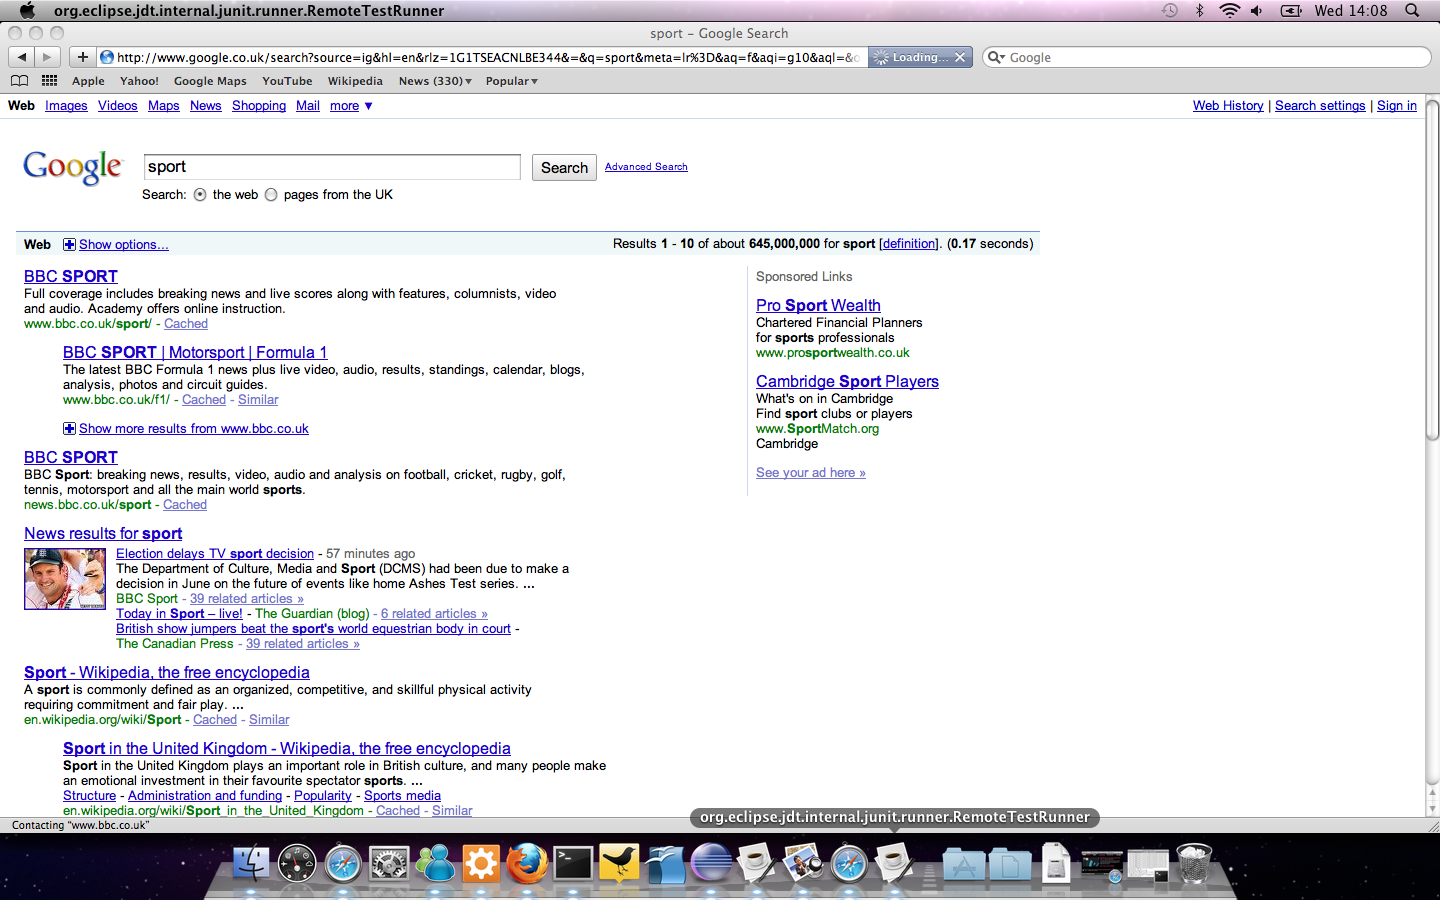 org.eclipse.jdt.internal.junit.runner.RemoteTestRunner
Wed 14:08
sport – Google Search
http://www.google.co.uk/search?source=ig&hl=en&rlz=1G1TSEACNLBE344&=&q=sport&meta=lr%3D&aq=f&aqi=g10&aql=&o
Loading...
Google
Apple Yahoo! Google Maps YouTube Wikipedia News (330)▾ Popular▾
Web Images Videos Maps News Shopping Mail more ▼
Web History | Search settings | Sign in
Google
sport
Search
Advanced Search
Search: the web pages from the UK
Web Show options...
Results 1 - 10 of about 645,000,000 for sport [definition]. (0.17 seconds)
BBC SPORT
Full coverage includes breaking news and live scores along with features, columnists, video
and audio. Academy offers online instruction.
www.bbc.co.uk/sport/ - Cached
BBC SPORT | Motorsport | Formula 1
The latest BBC Formula 1 news plus live video, audio, results, standings, calendar, blogs,
analysis, photos and circuit guides.
www.bbc.co.uk/f1/ - Cached - Similar
Show more results from www.bbc.co.uk
BBC SPORT
BBC Sport: breaking news, results, video, audio and analysis on football, cricket, rugby, golf,
tennis, motorsport and all the main world sports.
news.bbc.co.uk/sport - Cached
News results for sport
Election delays TV sport decision - 57 minutes ago
The Department of Culture, Media and Sport (DCMS) had been due to make a
decision in June on the future of events like home Ashes Test series. ...
BBC Sport - 39 related articles »
Today in Sport – live! - The Guardian (blog) - 6 related articles »
British show jumpers beat the sport's world equestrian body in court -
The Canadian Press - 39 related articles »
Sport - Wikipedia, the free encyclopedia
A sport is commonly defined as an organized, competitive, and skillful physical activity
requiring commitment and fair play. ...
en.wikipedia.org/wiki/Sport - Cached - Similar
Sport in the United Kingdom - Wikipedia, the free encyclopedia
Sport in the United Kingdom plays an important role in British culture, and many people make
an emotional investment in their favourite spectator sports. ...
Structure - Administration and funding - Popularity - Sports media
en.wikipedia.org/wiki/Sport_in_the_United_Kingdom - Cached - Similar
Sponsored Links
Pro Sport Wealth
Chartered Financial Planners
for sports professionals
www.prosportwealth.co.uk
Cambridge Sport Players
What's on in Cambridge
Find sport clubs or players
www.SportMatch.org
Cambridge
See your ad here »
Contacting "www.bbc.co.uk"
org.eclipse.jdt.internal.junit.runner.RemoteTestRunner